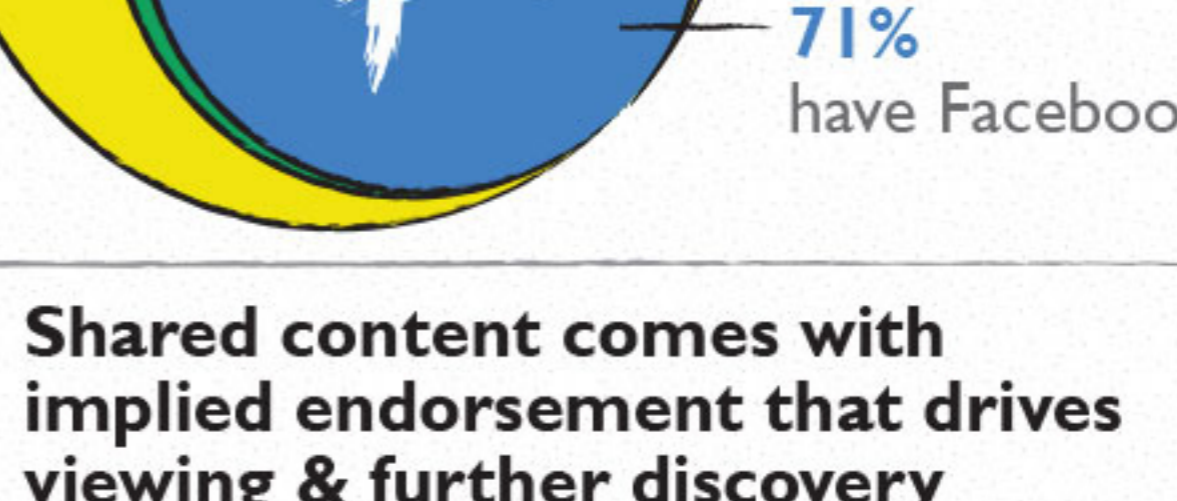 71%
have Faceboo
Shared content comes with
implied endorsement that drives
viewing & further discovery